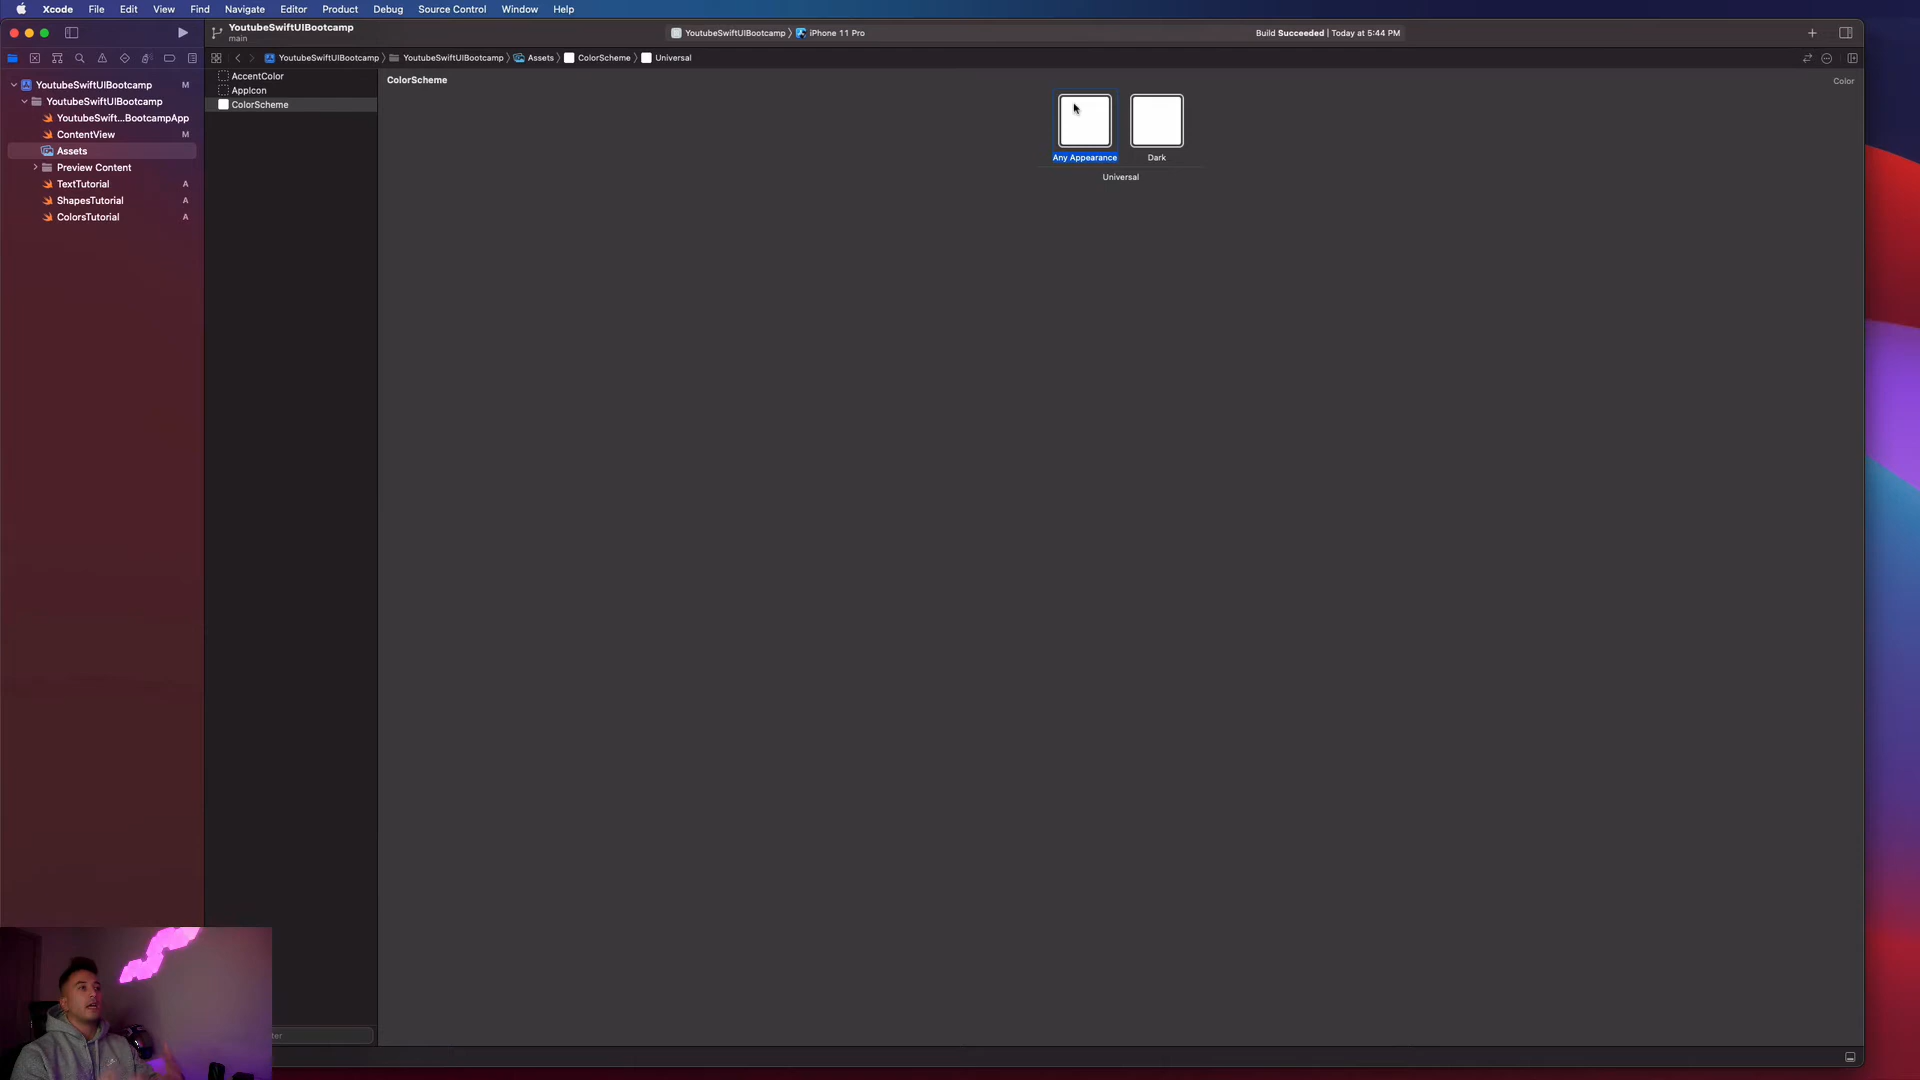 Xcode File Edit View Find Navigate Editor Product Debug Source Control Window Help
YoutubeSwiftUIBootcamp
main
YoutubeSwiftUIBootcamp iPhone 11 Pro
Build Succeeded | Today at 5:44 PM
YoutubeSwiftUIBootcamp YoutubeSwiftUIBootcamp Assets ColorScheme Universal
YoutubeSwiftUIBootcamp M
YoutubeSwiftUIBootcamp
YoutubeSwift...BootcampApp
ContentView M
Assets
Preview Content
TextTutorial A
ShapesTutorial A
ColorsTutorial A
AccentColor
AppIcon
ColorScheme
ColorScheme
Color
Any Appearance
Dark
Universal